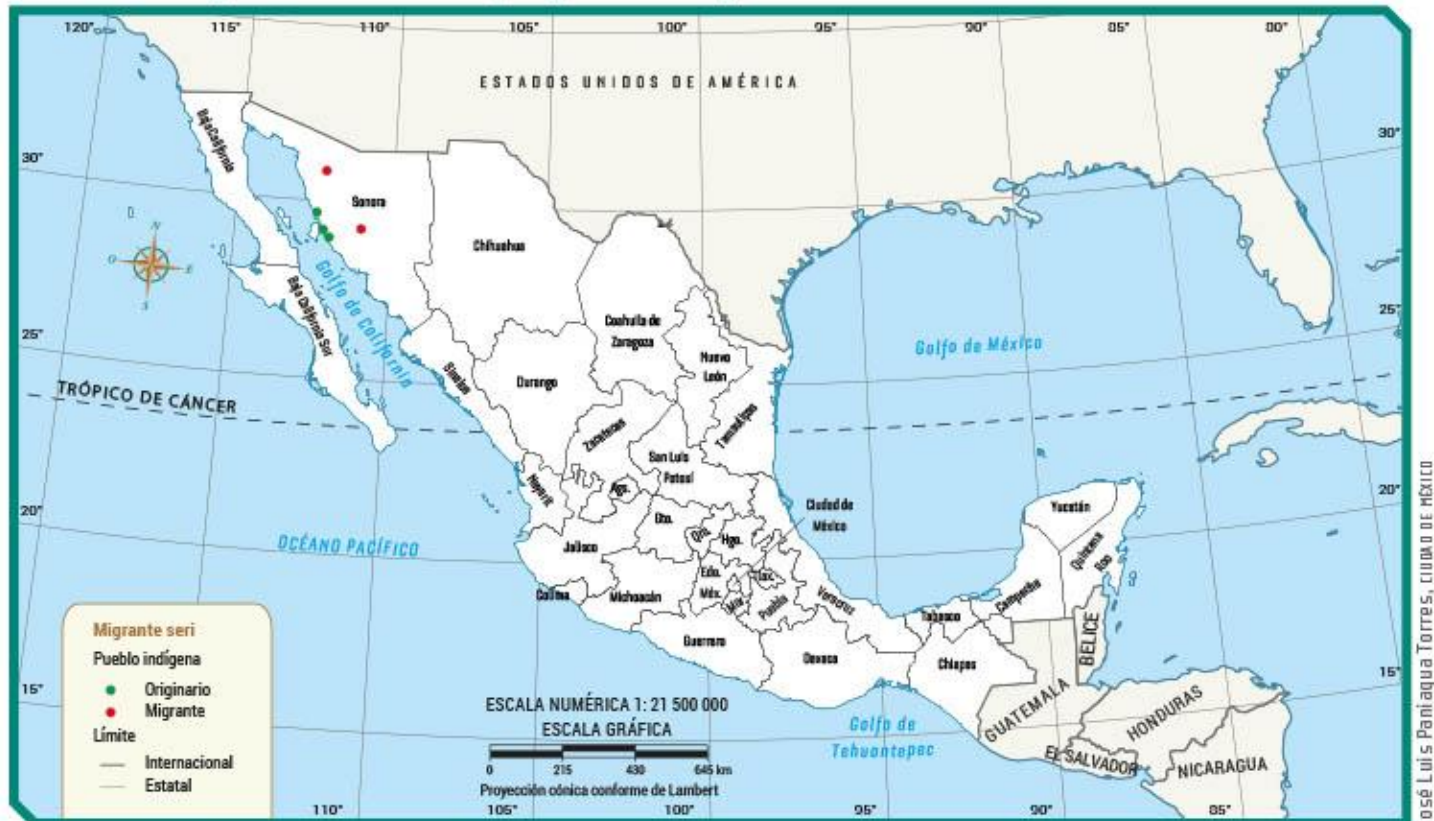 120°
115°
110°
105°
100°
95°
90°
85°
80°
ESTADOS UNIDOS DE AMÉRICA
Baja California
30°
30°
Sonora
Chihuahua
N
O
E
S
Golfo de California
Baja California Sur
Coahuila de
Zaragoza
Nuevo
León
25°
25°
Golfo de México
Sinaloa
Durango
TRÓPICO DE CÁNCER
Zacatecas
Tamaulipas
San Luis
Potosí
Nayarit
Ags.
20°
20°
Ciudad de
México
Yucatán
Gto.
Qro.
Hgo.
Quintana
Roo
OCÉANO PACÍFICO
Jalisco
Edo.
Méx.
Tlax.
Colima
Michoacán
Mor.
Puebla
Veracruz
Tabasco
Campeche
BELICE
Guerrero
Oaxaca
Chiapas
Migrante seri
Pueblo indígena
Originario
Migrante
Límite
Internacional
Estatal
15°
15°
ESCALA NUMÉRICA 1: 21 500 000
ESCALA GRÁFICA
0 215 430 645 km
Proyección cónica conforme de Lambert
Golfo de
Tehuantepec
GUATEMALA
HONDURAS
EL SALVADOR
NICARAGUA
110°
105°
100°
95°
90°
85°
José Luis Paniagua Torres, CIUDAD DE MÉXICO